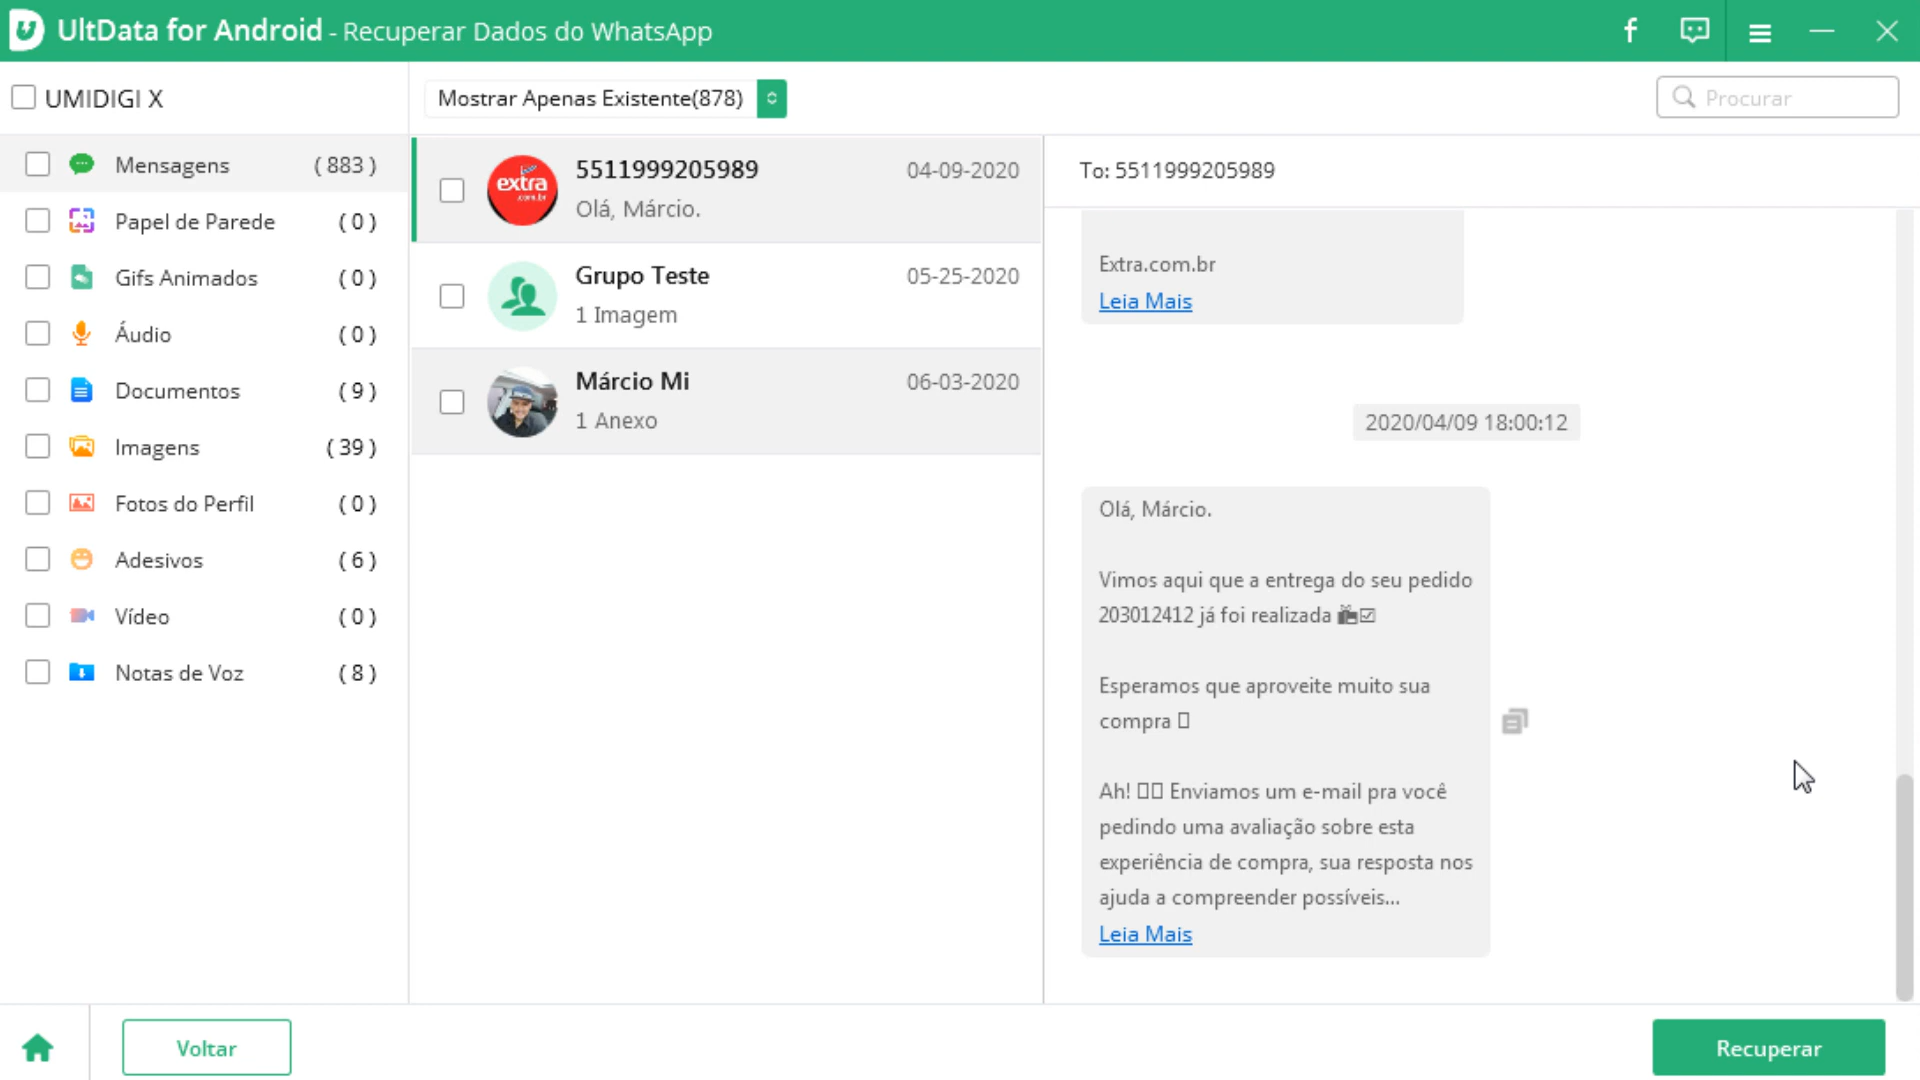 UltData for Android - Recuperar Dados do WhatsApp
UMIDIGI X
Mostrar Apenas Existente(878)
Procurar
Mensagens (883)
Papel de Parede (0)
Gifs Animados (0)
Áudio (0)
Documentos (9)
Imagens (39)
Fotos do Perfil (0)
Adesivos (6)
Vídeo (0)
Notas de Voz (8)
extra
.com.br
5511999205989 04-09-2020
Olá, Márcio.
Grupo Teste 05-25-2020
1 Imagem
Márcio Mi 06-03-2020
1 Anexo
To: 5511999205989
Extra.com.br
Leia Mais
2020/04/09 18:00:12
Olá, Márcio.
Vimos aqui que a entrega do seu pedido
203012412 já foi realizada
Esperamos que aproveite muito sua
compra
Ah! Enviamos um e-mail pra você
pedindo uma avaliação sobre esta
experiência de compra, sua resposta nos
ajuda a compreender possíveis...
Leia Mais
Voltar
Recuperar